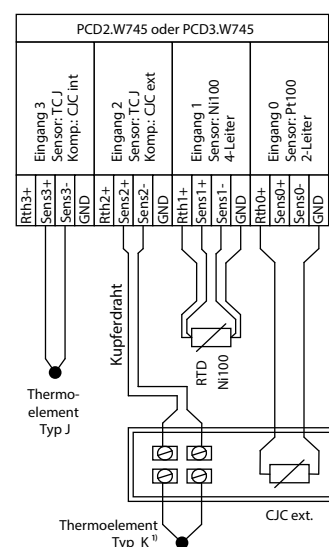 PCD2.W745 oder PCD3.W745
Eingang 3
Sensor: TC J
Komp.: CJC int
Eingang 2
Sensor: TC J
Komp.: CJC ext
Eingang 1
Sensor: Ni100
4-Leiter
Eingang 0
Sensor: Pt100
2-Leiter
Rth3+
Sens3+
Sens3-
GND
Rth2+
Sens2+
Sens2-
GND
Rth1+
Sens1+
Sens1-
GND
Rth0+
Sens0+
Sens0-
GND
Kupferdraht
RTD
Ni100
Thermo-
element
Typ J
CJC ext.
Thermoelement
Typ K 1)